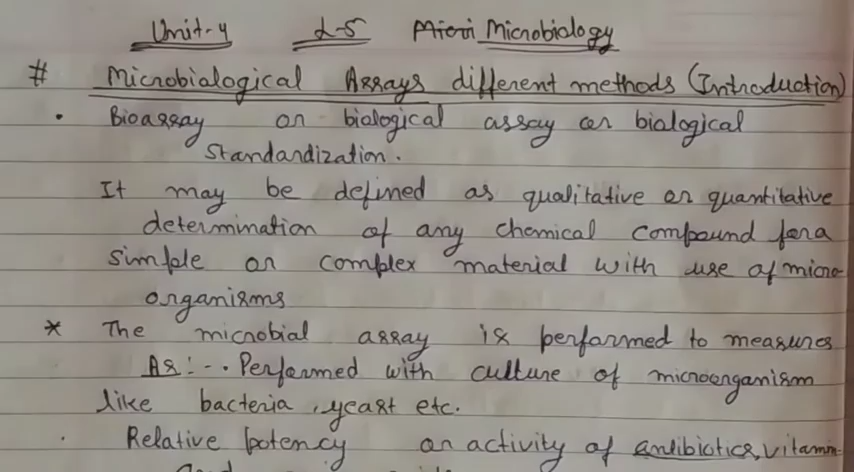 Unit-4 L-5 Microbiology
# Microbialogical Assays different methods (Introduction)
• Bioassay or biological assay or bialogical
standardization.
It may be defined as qualitative or quantitative
determination of any chemical compound for a
simple or complex material with use of micro-
organisms
* The microbial assay is performed to measures
As:- • Performed with culture of microorganism
like bacteria, yeast etc.
• Relative potency or activity of antibiotics, vitamin-